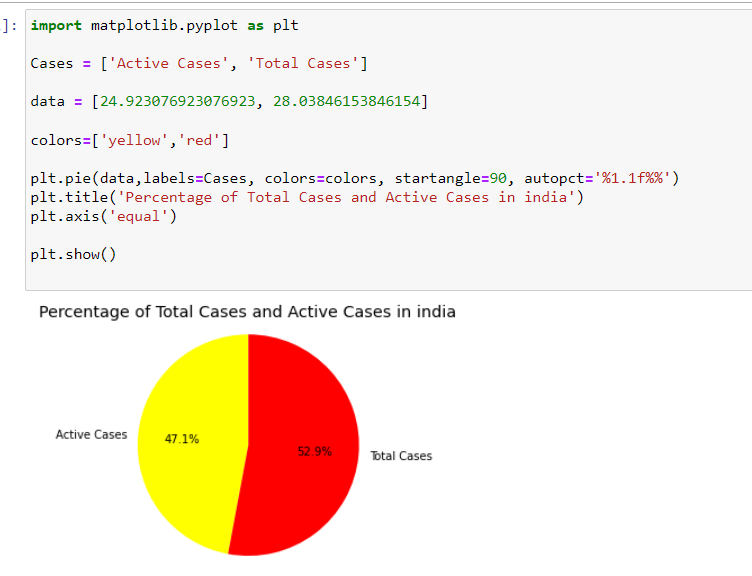 ]: import matplotlib.pyplot as plt
Cases = ['Active Cases', 'Total Cases']
data = [24.923076923076923, 28.03846153846154]
colors=['yellow','red']
plt.pie(data,labels=Cases, colors=colors, startangle=90, autopct='%1.1f%%')
plt.title('Percentage of Total Cases and Active Cases in india')
plt.axis('equal')
plt.show()
Percentage of Total Cases and Active Cases in india
Active Cases
47.1%
52.9%
Total Cases